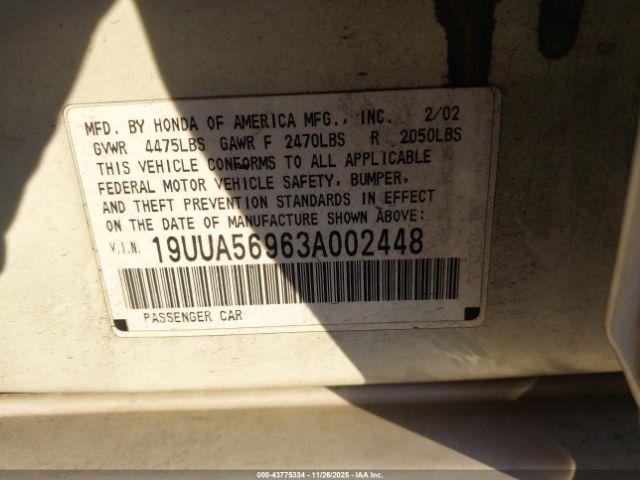 MFD. BY HONDA OF AMERICA MFG., INC. 2/02
GVWR 4475LBS GAWR F 2470LBS R 2050LBS
THIS VEHICLE CONFORMS TO ALL APPLICABLE
FEDERAL MOTOR VEHICLE SAFETY, BUMPER,
AND THEFT PREVENTION STANDARDS IN EFFECT
ON THE DATE OF MANUFACTURE SHOWN ABOVE:
V.I.N. 19UUA56963A002448
PASSENGER CAR
000-43775334 - 11/26/2025 - IAA Inc.